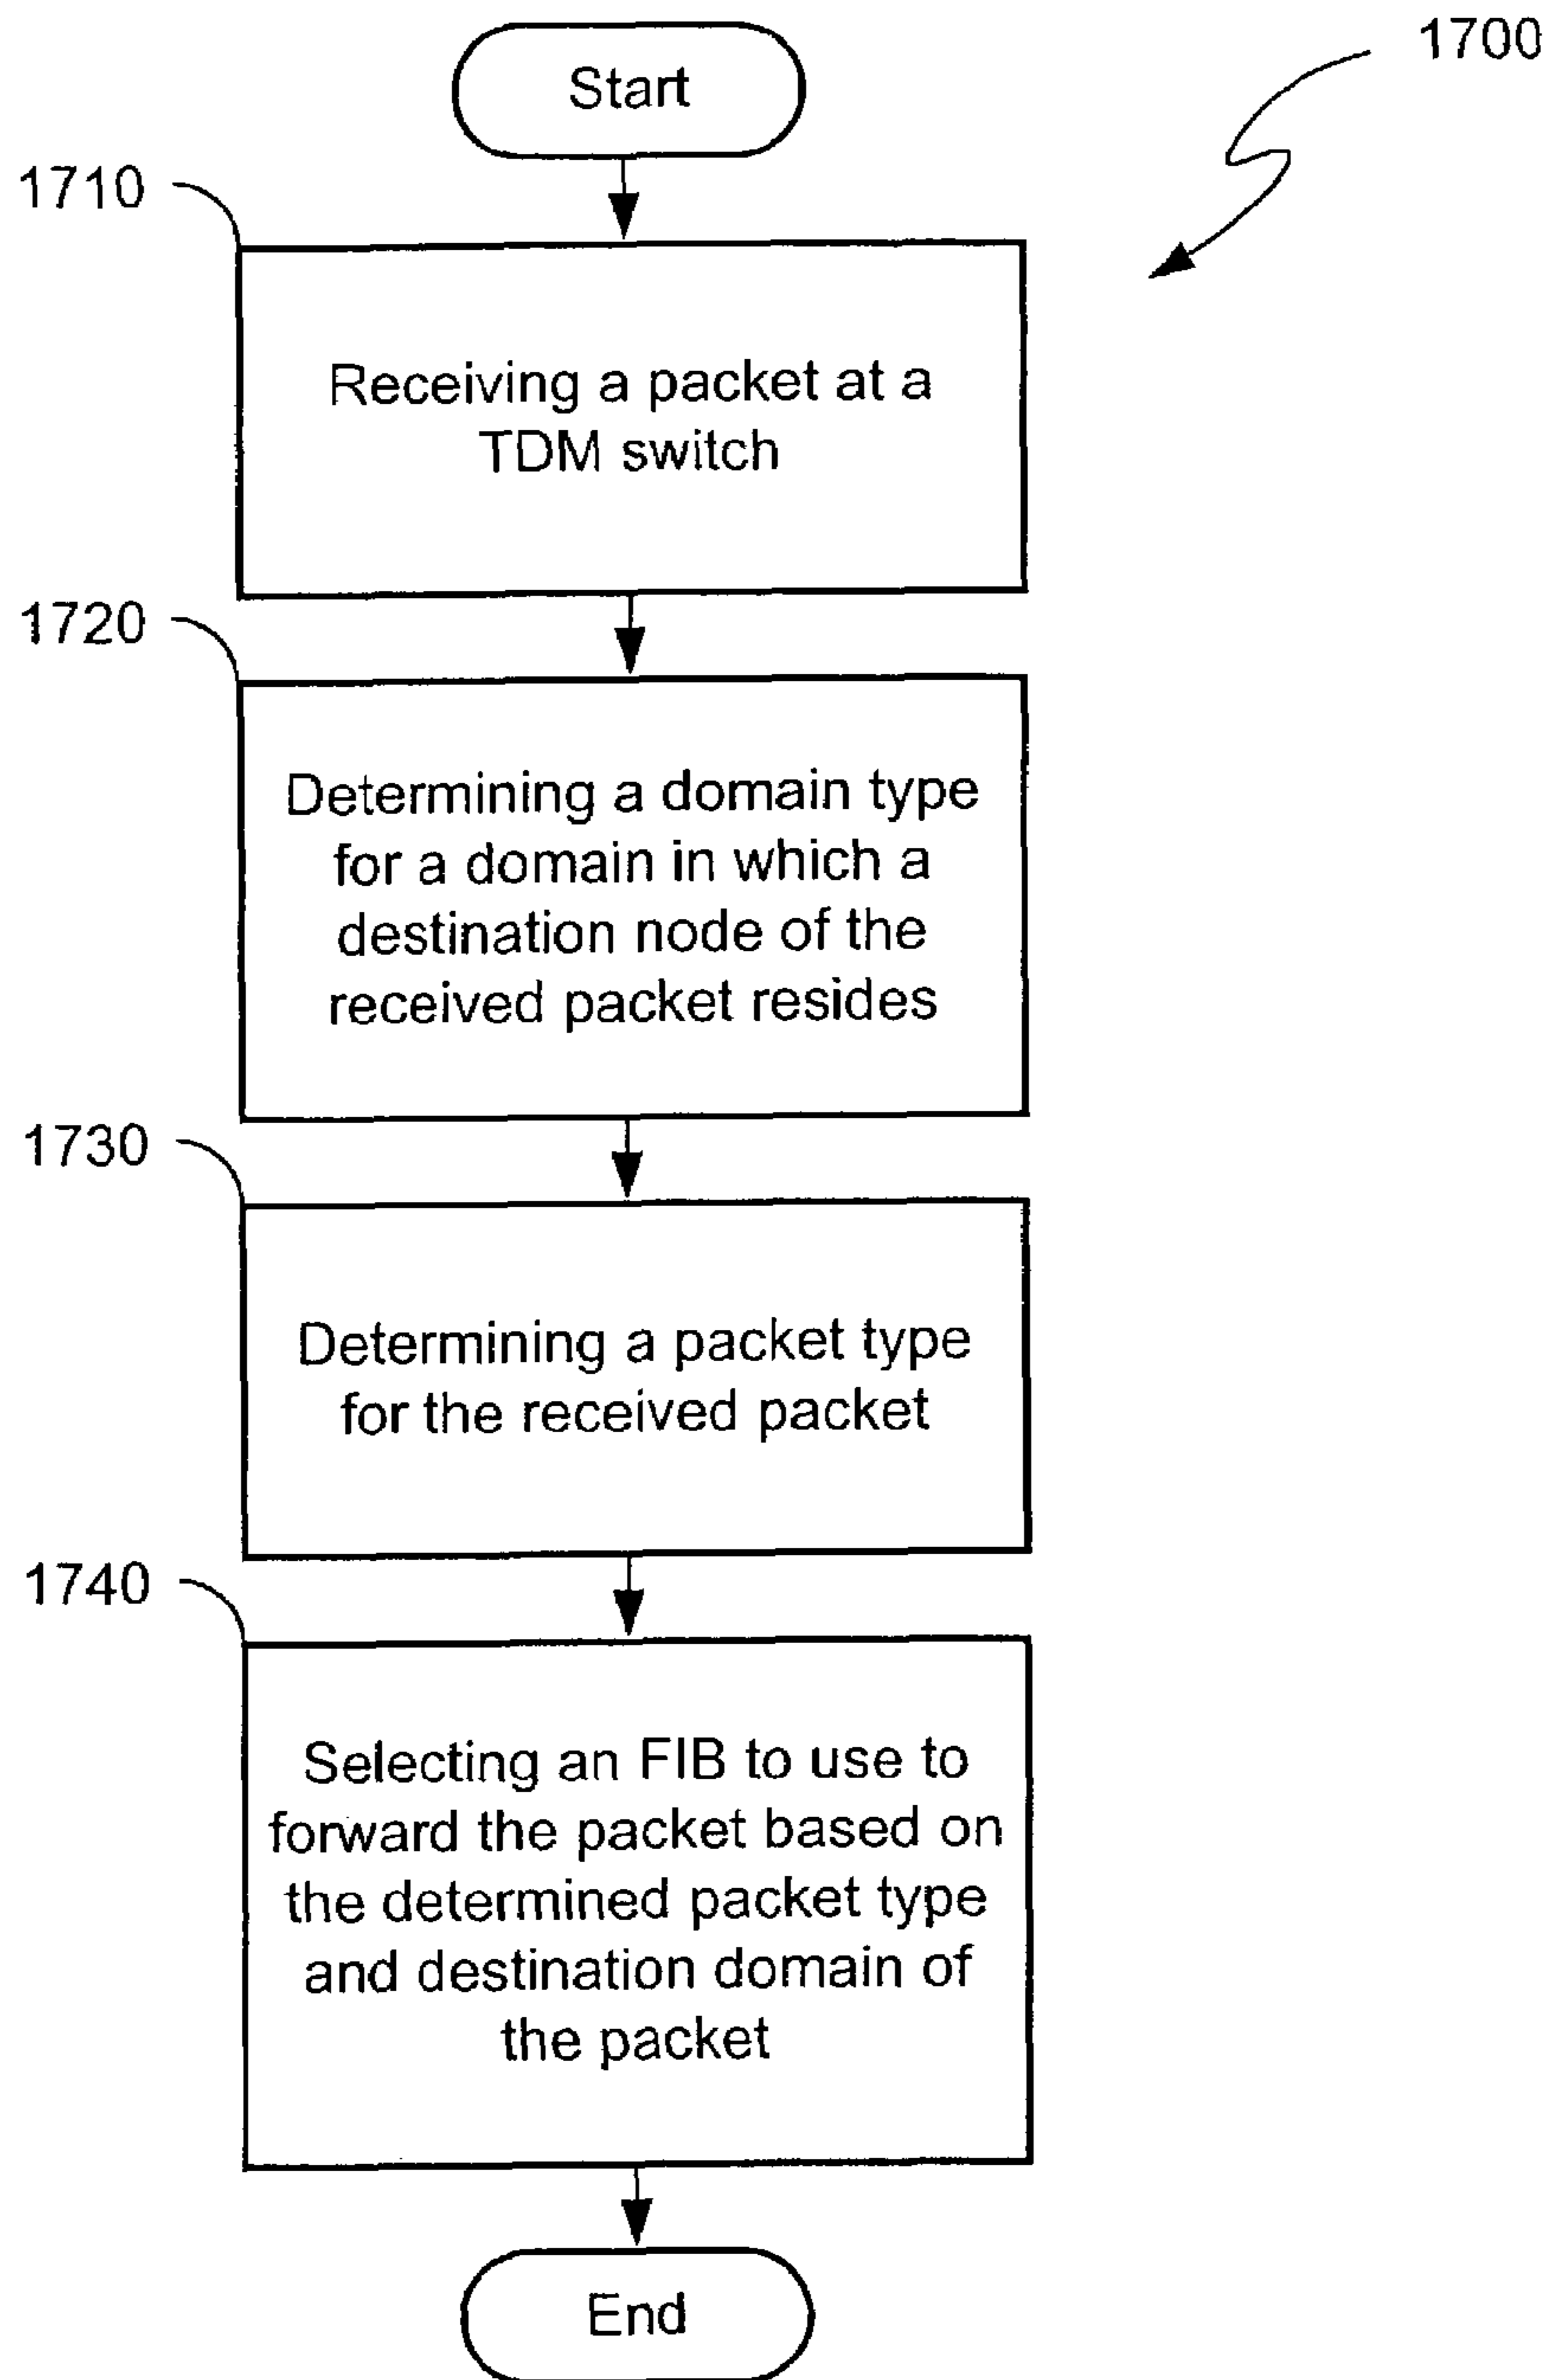 Start
1700
1710
Receiving a packet at a
TDM switch
1720
Determining a domain type
for a domain in which a
destination node of the
received packet resides
1730
Determining a packet type
for the received packet
1740
Selecting an FIB to use to
forward the packet based on
the determined packet type
and destination domain of
the packet
End